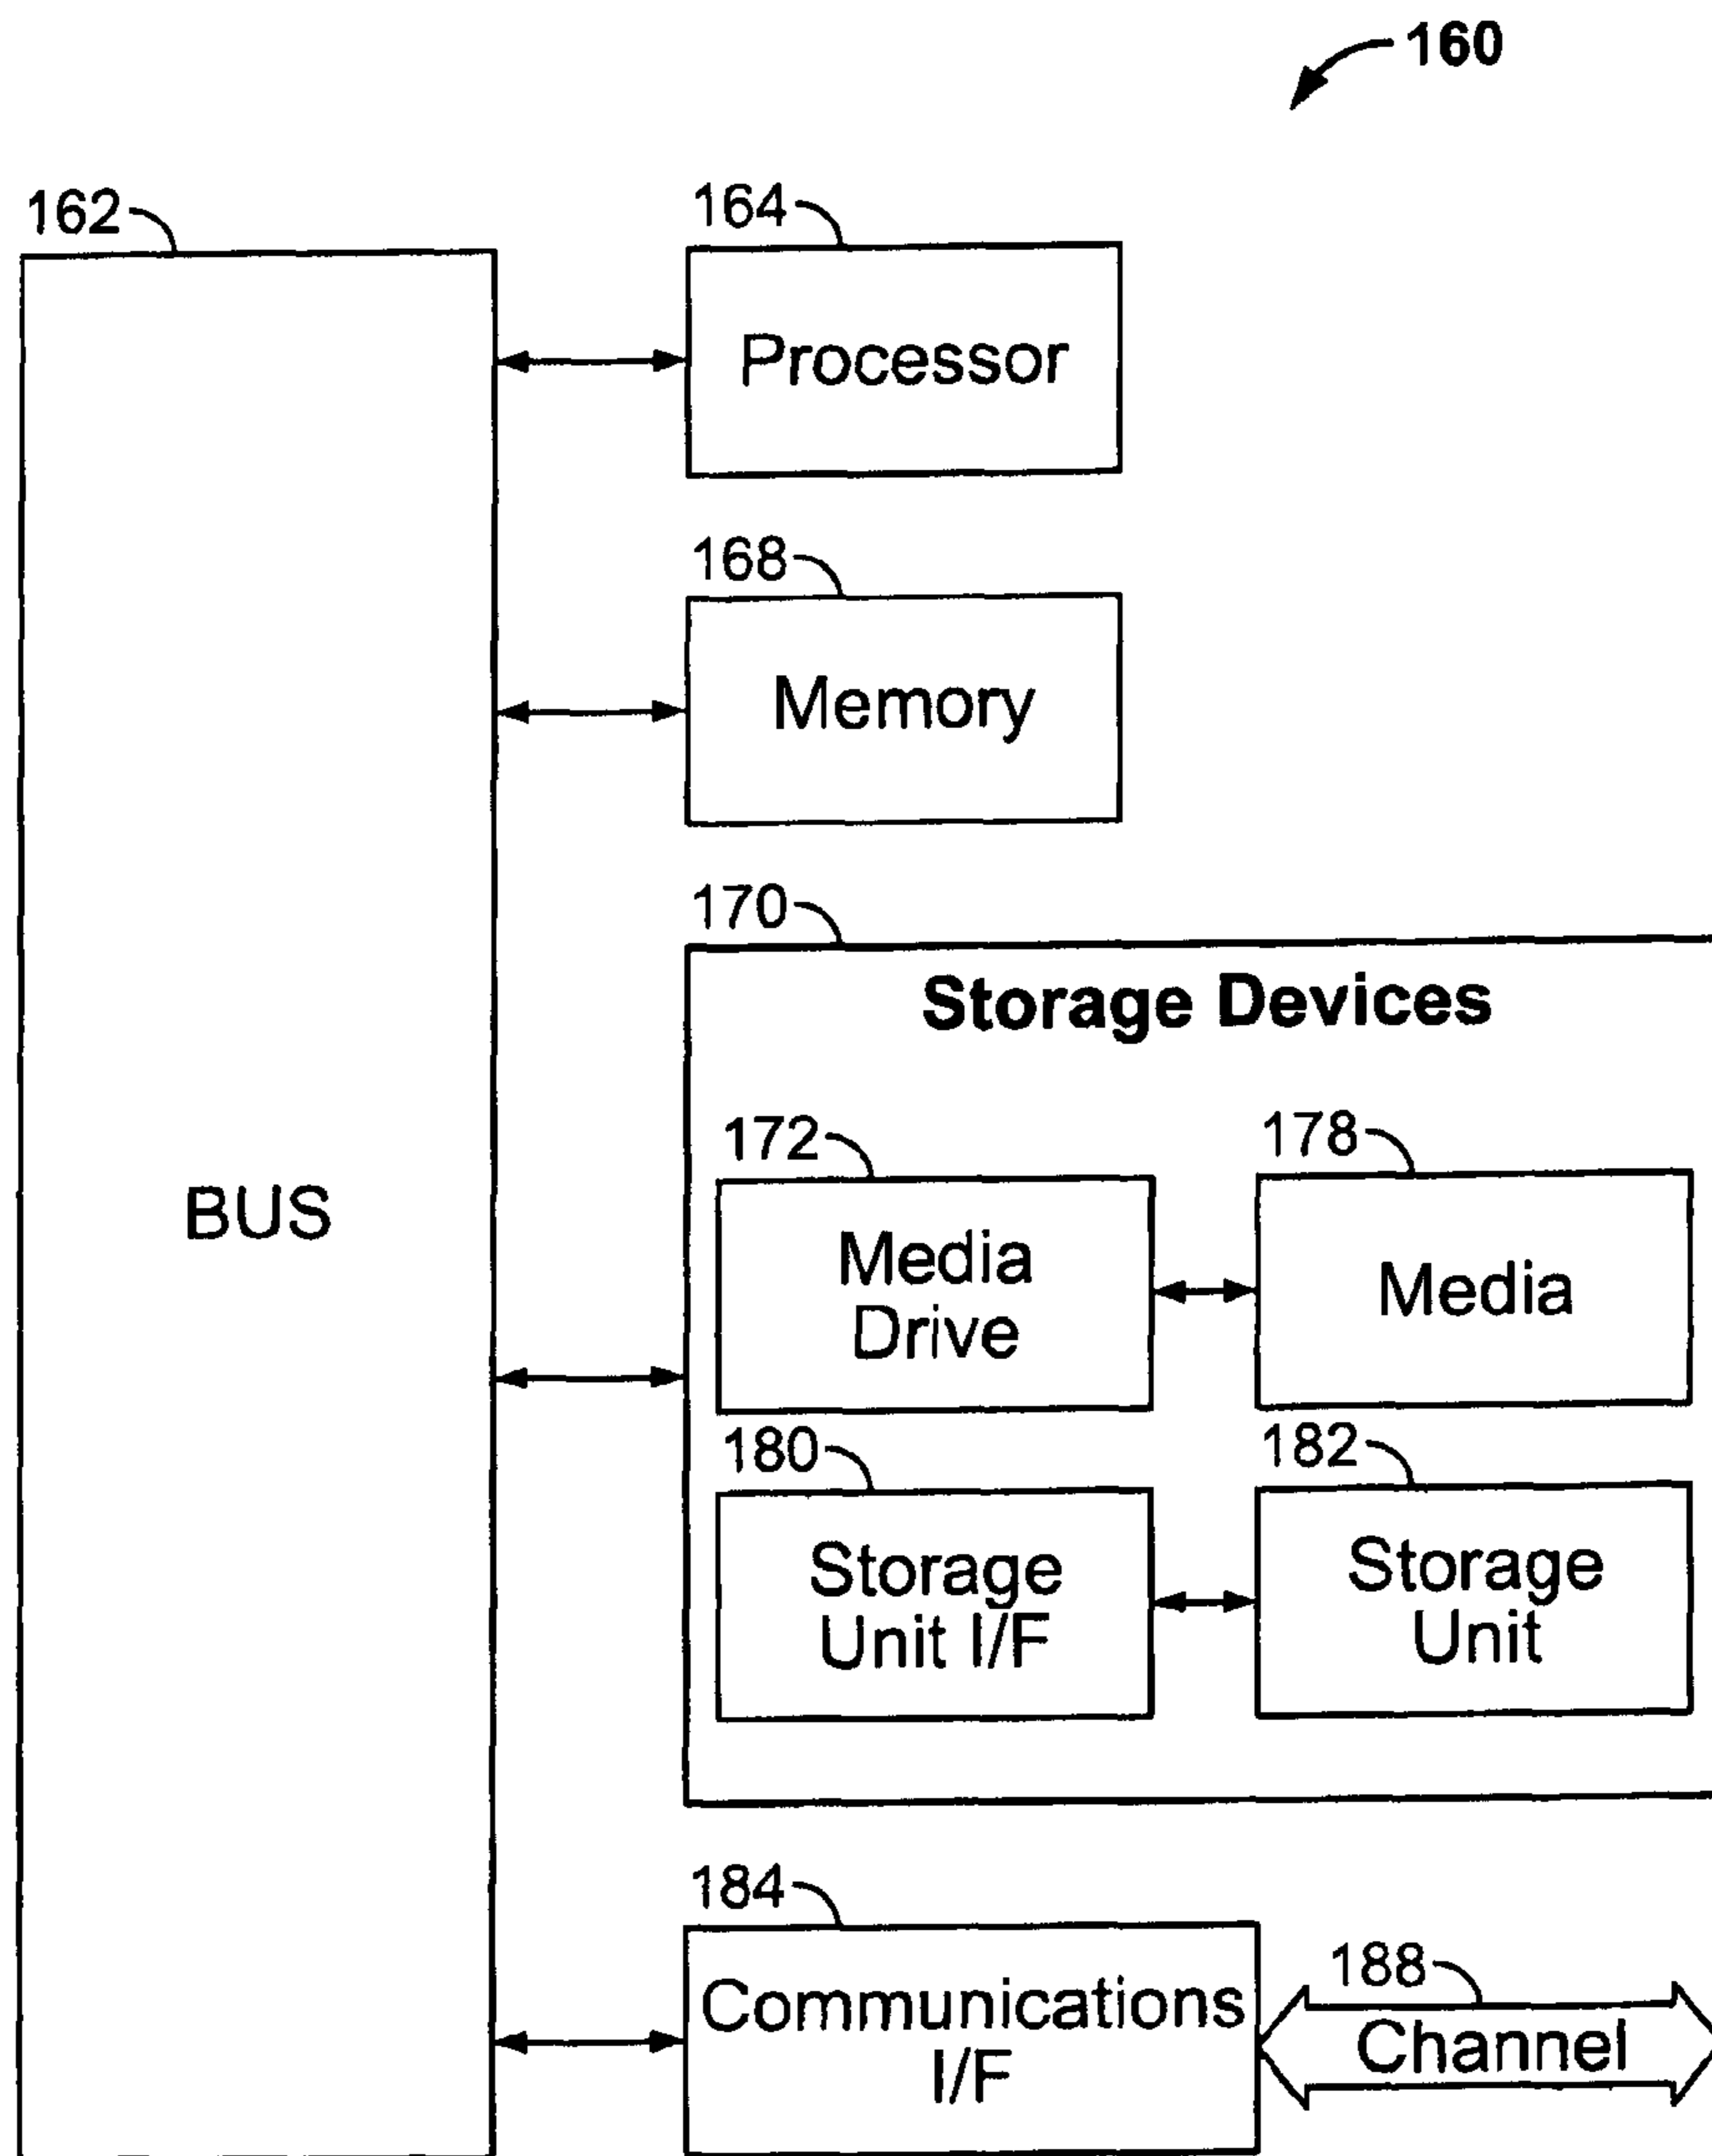 160
162
164
Processor
168
Memory
170
Storage Devices
172
178
BUS
Media
Drive
Media
180
182
Storage
Unit I/F
Storage
Unit
184
188
Communications
I/F
Channel